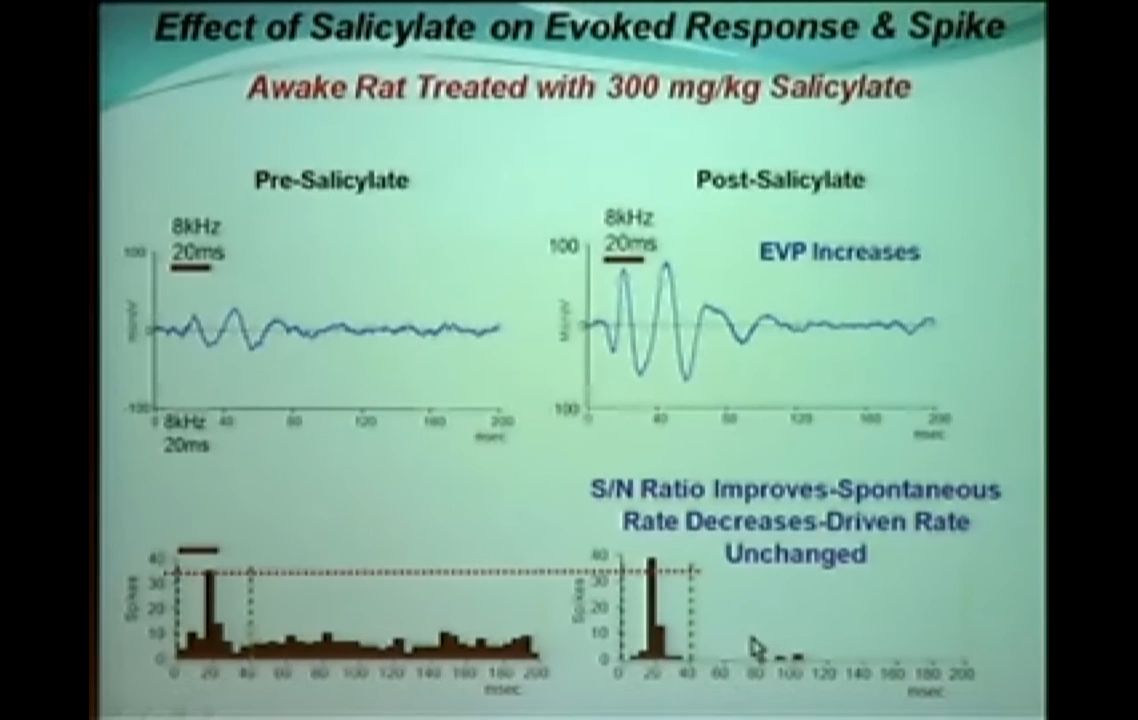 Effect of Salicylate on Evoked Response & Spike
Awake Rat Treated with 300 mg/kg Salicylate
Pre-Salicylate
Post-Salicylate
8kHz
20ms
100
-100
0
8kHz
20ms
40
80
120
160
200
msec
8kHz
20ms
EVP Increases
100
100
0
40
80
120
160
200
msec
S/N Ratio Improves-Spontaneous
Rate Decreases-Driven Rate
Unchanged
Spikes
40
30
20
10
0
0 20 40 60 80 100 120 140 160 180 200
msec
Spikes
40
30
20
10
0
0 20 40 60 80 100 120 140 160 180 200
msec